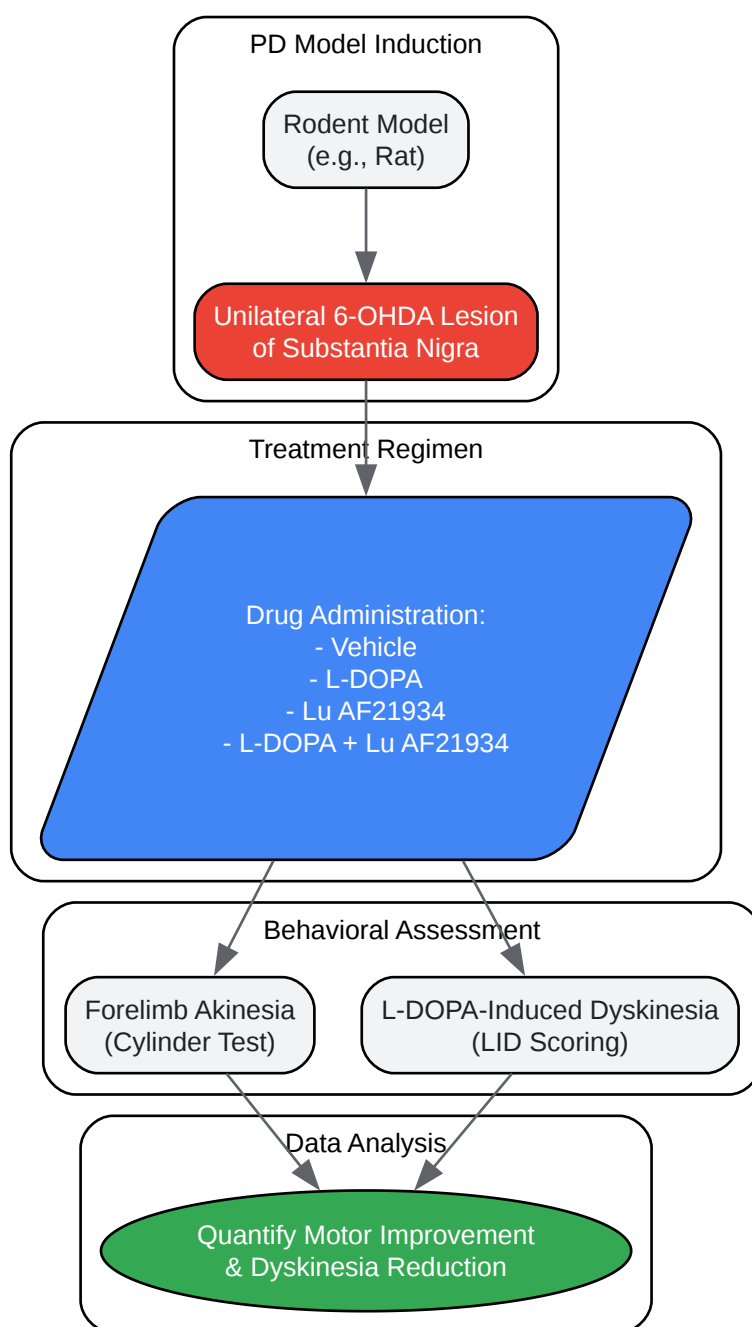 PD Model Induction
Rodent Model
(e.g., Rat)
Unilateral 6-OHDA Lesion
of Substantia Nigra
Treatment Regimen
Drug Administration:
- Vehicle
- L-DOPA
- Lu AF21934
- L-DOPA + Lu AF21934
Behavioral Assessment
Forelimb Akinesia
(Cylinder Test)
L-DOPA-Induced Dyskinesia
(LID Scoring)
Data Analysis
Quantify Motor Improvement
& Dyskinesia Reduction